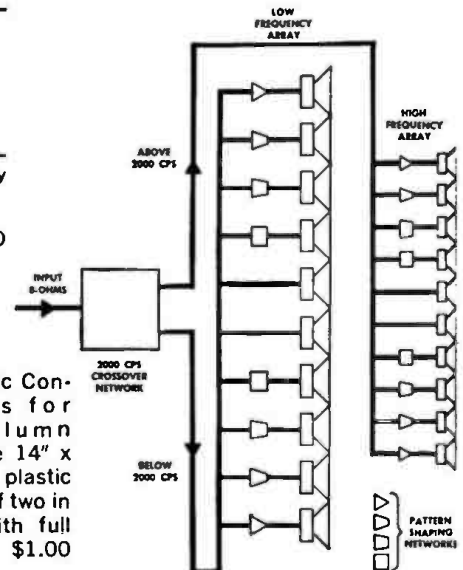 y
0
c Con-
s for
lumn
e 14" x
plastic
f two in
ith full
$1.00
LOW
FREQUENCY
ARRAY
HIGH
FREQUENCY
ARRAY
ABOVE
2000 CPS
INPUT
8-OHMS
2000 CPS
CROSSOVER
NETWORK
BELOW
2000 CPS
PATTERN
SHAPING
NETWORKS